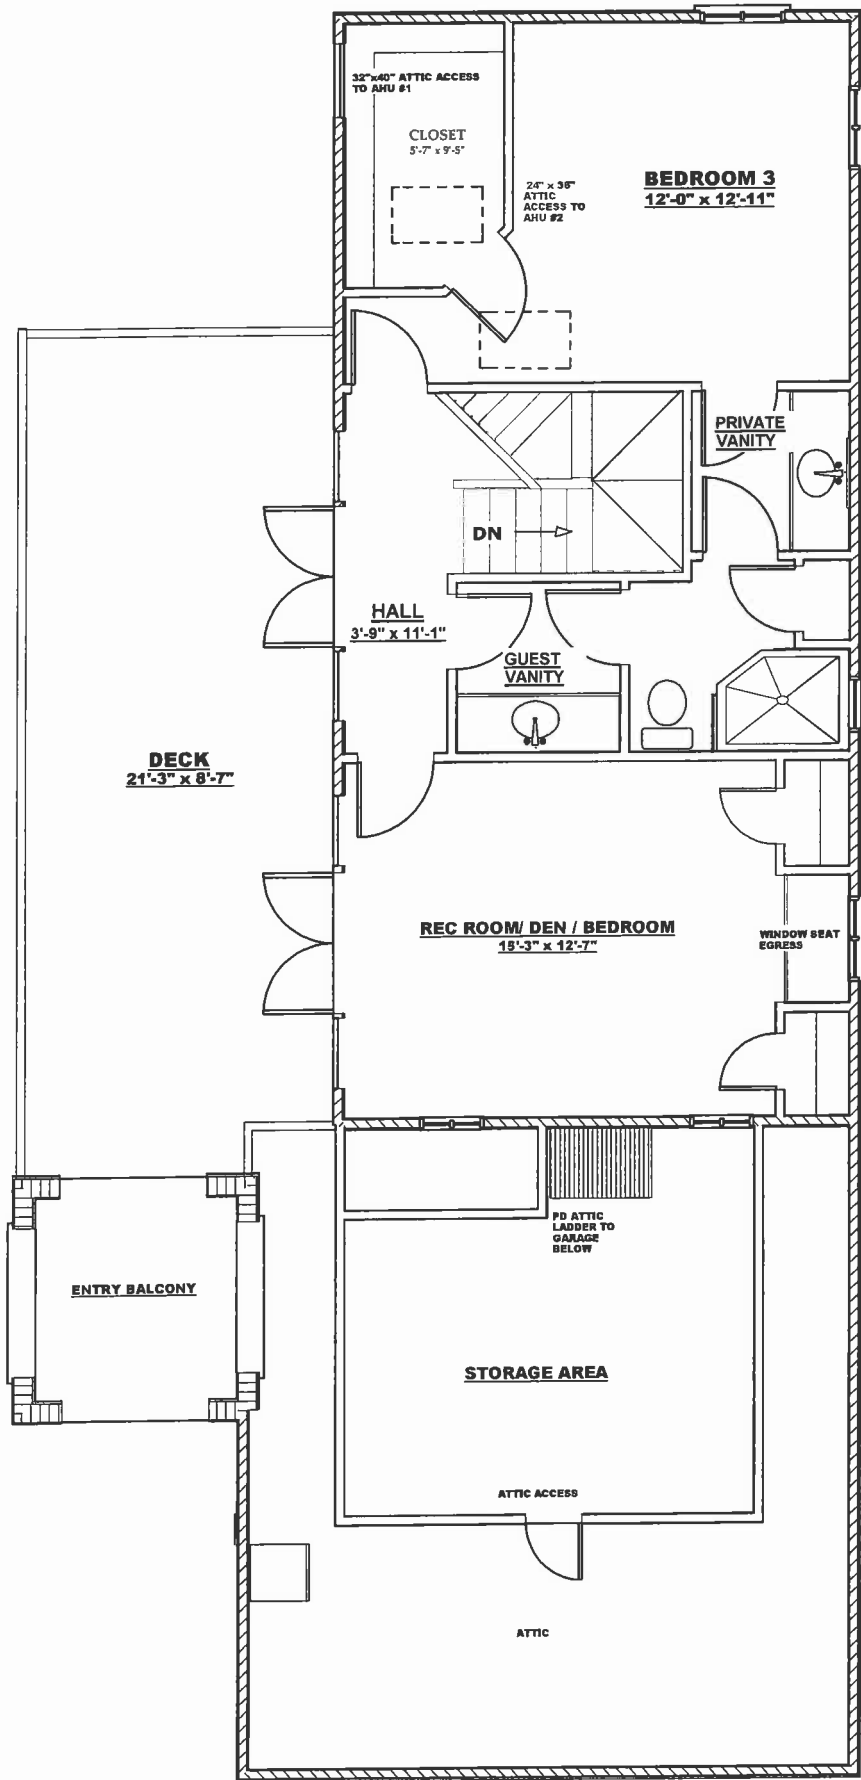 32"x40" ATTIC ACCESS
TO AHU #1
CLOSET
5'-7" x 9'-5"
24" x 36"
ATTIC
ACCESS TO
AHU #2
BEDROOM 3
12'-0" x 12'-11"
PRIVATE
VANITY
DN
HALL
3'-9" x 11'-1"
GUEST
VANITY
DECK
21'-3" x 8'-7"
REC ROOM/ DEN / BEDROOM
15'-3" x 12'-7"
WINDOW SEAT
EGRESS
PD ATTIC
LADDER TO
GARAGE
BELOW
ENTRY BALCONY
STORAGE AREA
ATTIC ACCESS
ATTIC